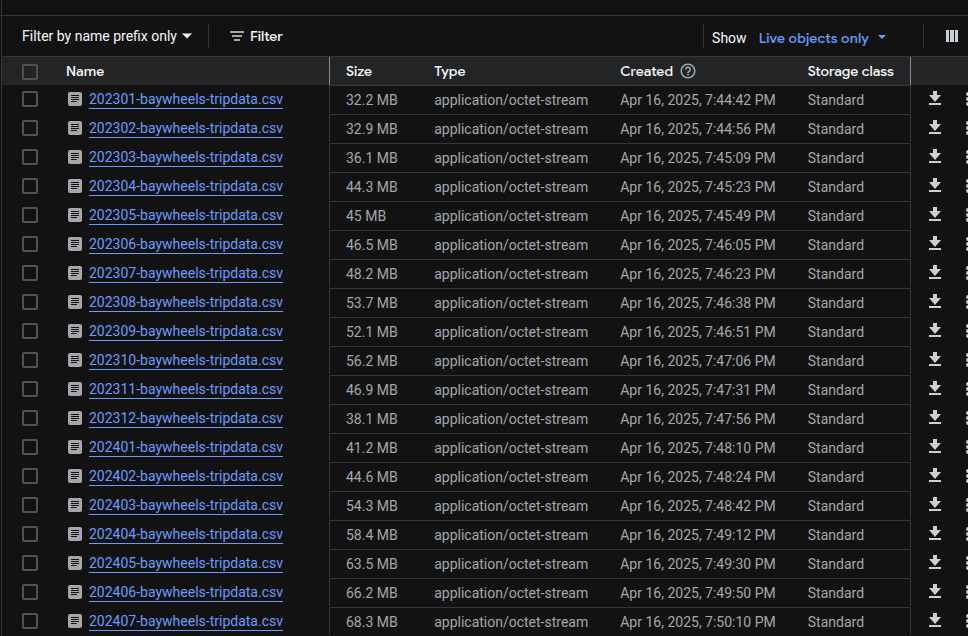 Filter by name prefix only Filter Show Live objects only
Name Size Type Created Storage class
202301-baywheels-tripdata.csv 32.2 MB application/octet-stream Apr 16, 2025, 7:44:42 PM Standard
202302-baywheels-tripdata.csv 32.9 MB application/octet-stream Apr 16, 2025, 7:44:56 PM Standard
202303-baywheels-tripdata.csv 36.1 MB application/octet-stream Apr 16, 2025, 7:45:09 PM Standard
202304-baywheels-tripdata.csv 44.3 MB application/octet-stream Apr 16, 2025, 7:45:23 PM Standard
202305-baywheels-tripdata.csv 45 MB application/octet-stream Apr 16, 2025, 7:45:49 PM Standard
202306-baywheels-tripdata.csv 46.5 MB application/octet-stream Apr 16, 2025, 7:46:05 PM Standard
202307-baywheels-tripdata.csv 48.2 MB application/octet-stream Apr 16, 2025, 7:46:23 PM Standard
202308-baywheels-tripdata.csv 53.7 MB application/octet-stream Apr 16, 2025, 7:46:38 PM Standard
202309-baywheels-tripdata.csv 52.1 MB application/octet-stream Apr 16, 2025, 7:46:51 PM Standard
202310-baywheels-tripdata.csv 56.2 MB application/octet-stream Apr 16, 2025, 7:47:06 PM Standard
202311-baywheels-tripdata.csv 46.9 MB application/octet-stream Apr 16, 2025, 7:47:31 PM Standard
202312-baywheels-tripdata.csv 38.1 MB application/octet-stream Apr 16, 2025, 7:47:56 PM Standard
202401-baywheels-tripdata.csv 41.2 MB application/octet-stream Apr 16, 2025, 7:48:10 PM Standard
202402-baywheels-tripdata.csv 44.6 MB application/octet-stream Apr 16, 2025, 7:48:24 PM Standard
202403-baywheels-tripdata.csv 54.3 MB application/octet-stream Apr 16, 2025, 7:48:42 PM Standard
202404-baywheels-tripdata.csv 58.4 MB application/octet-stream Apr 16, 2025, 7:49:12 PM Standard
202405-baywheels-tripdata.csv 63.5 MB application/octet-stream Apr 16, 2025, 7:49:30 PM Standard
202406-baywheels-tripdata.csv 66.2 MB application/octet-stream Apr 16, 2025, 7:49:50 PM Standard
202407-baywheels-tripdata.csv 68.3 MB application/octet-stream Apr 16, 2025, 7:50:10 PM Standard